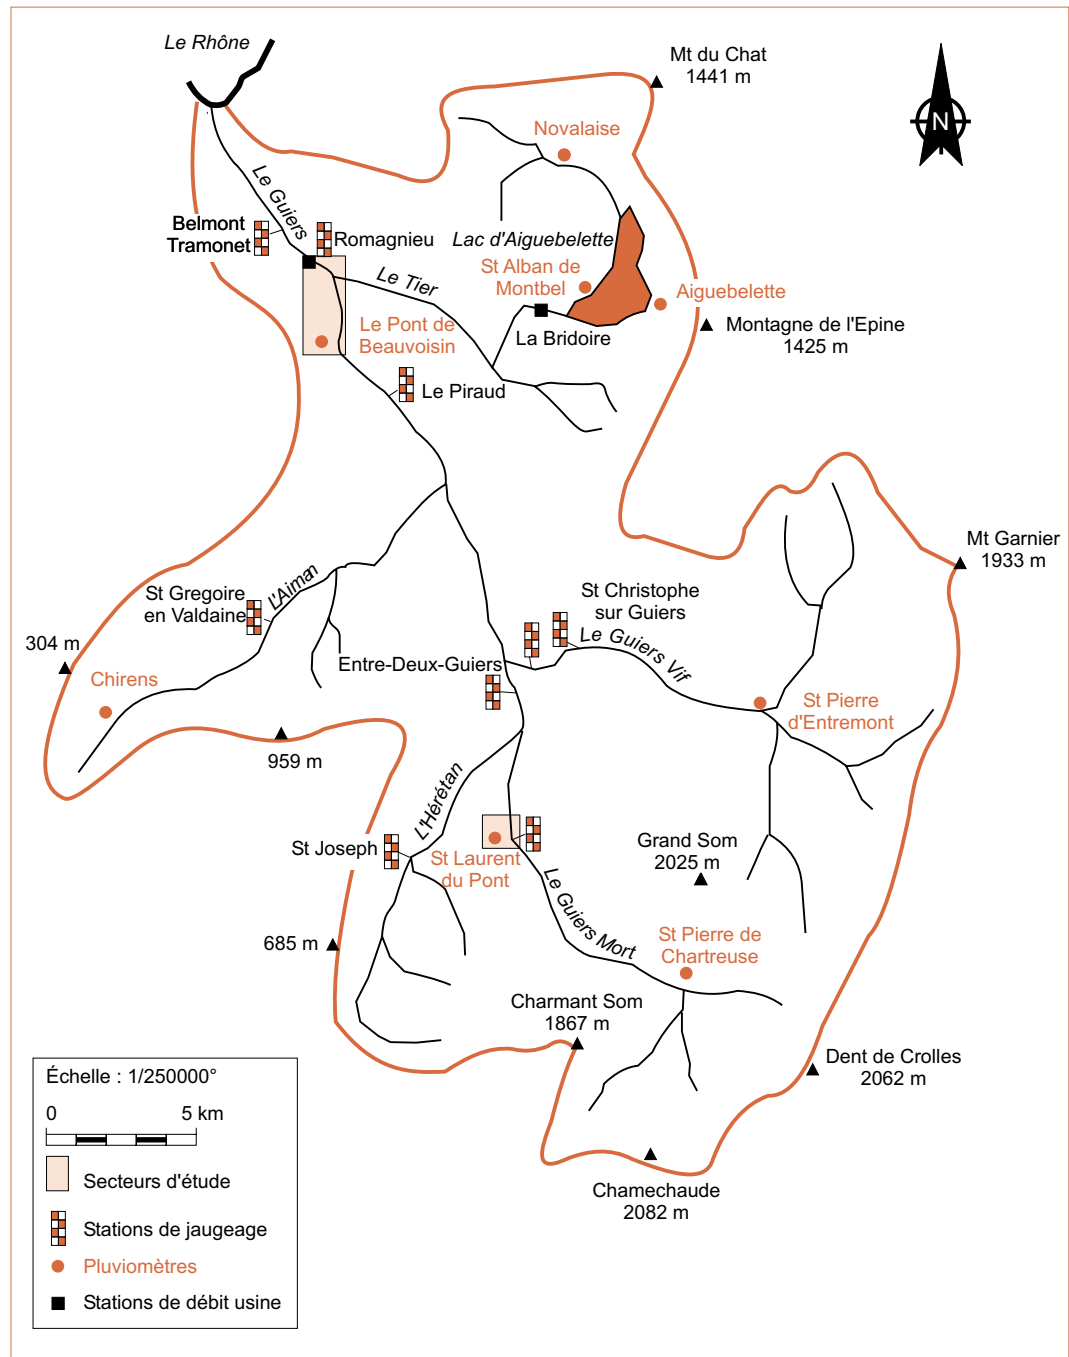 Le Rhône
Mt du Chat
1441 m
N
Novalaise
Le Guiers
Belmont
Tramonet
Romagnieu
Lac d'Aiguebelette
Le Tier
St Alban de
Montbel
Aiguebelette
Le Pont de
Beauvoisin
La Bridoire
Montagne de l'Epine
1425 m
Le Piraud
Mt Garnier
1933 m
L'Aiman
St Gregoire
en Valdaine
St Christophe
sur Guiers
Le Guiers Vif
304 m
Entre-Deux-Guiers
Chirens
St Pierre
d'Entremont
959 m
L'Hérétan
Grand Som
2025 m
St Joseph
St Laurent
du Pont
Le Guiers Mort
685 m
St Pierre de
Chartreuse
Charmant Som
1867 m
Dent de Crolles
2062 m
Chamechaude
2082 m
Échelle : 1/250000°
0 5 km
Secteurs d'étude
Stations de jaugeage
Pluviomètres
Stations de débit usine